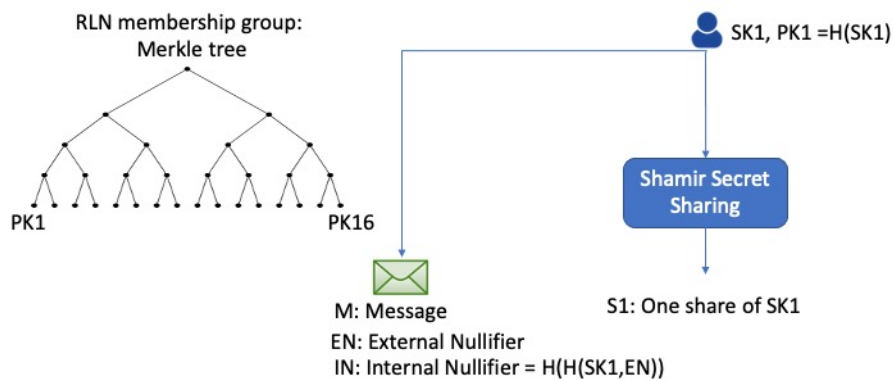 RLN membership group:
Merkle tree
PK1
PK16
SK1, PK1 =H(SK1)
Shamir Secret
Sharing
S1: One share of SK1
M: Message
EN: External Nullifier
IN: Internal Nullifier = H(H(SK1,EN))